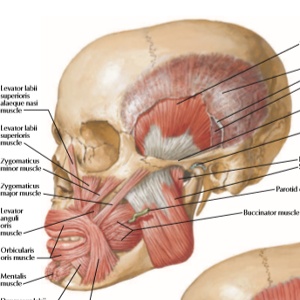 Levator labii
superioris
alaeque nasi
muscle
Levator labii
superioris
muscle
Zygomaticus
minor muscle
Zygomaticus
major muscle
Levator
anguli
oris
muscle
Orbicularis
oris muscle
Mentalis
muscle
Parotid
Buccinator muscle